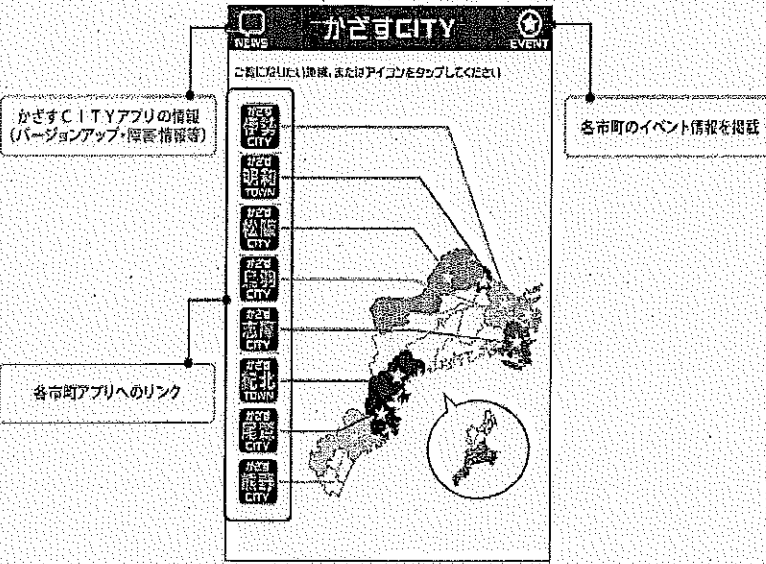 かざすCITY
NEWS
EVENT
ご覧になりたい地域、またはアイコンをタップしてください
かざすCITYアプリの情報
(バージョンアップ・障害情報等)
各市町のイベント情報を掲載
かざす
伊勢
CITY
かざす
明和
TOWN
かざす
松阪
CITY
かざす
鳥羽
CITY
かざす
志摩
CITY
かざす
紀北
TOWN
かざす
尾鷲
CITY
かざす
熊野
CITY
各市町アプリへのリンク